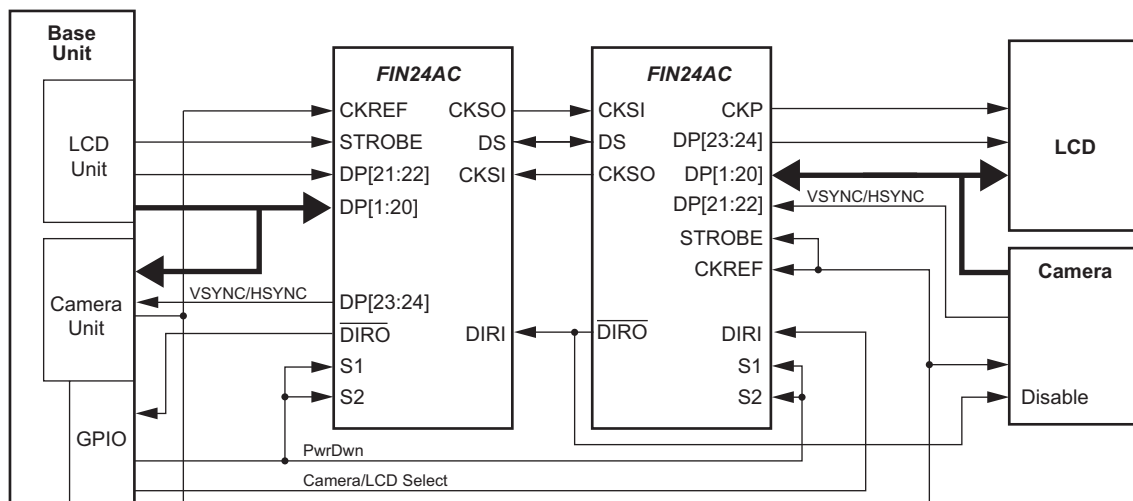 Base
Unit
LCD
Unit
Camera
Unit
GPIO
VSYNC/HSYNC
PwrDwn
Camera/LCD Select
FIN24AC
CKREF
STROBE
DP[21:22]
DP[1:20]
DP[23:24]
DIRO
S1
S2
CKSO
DS
CKSI
DIRI
FIN24AC
CKSI
DS
CKSO
DIRO
CKP
DP[23:24]
DP[1:20]
DP[21:22]
STROBE
CKREF
DIRI
S1
S2
VSYNC/HSYNC
LCD
Camera
Disable